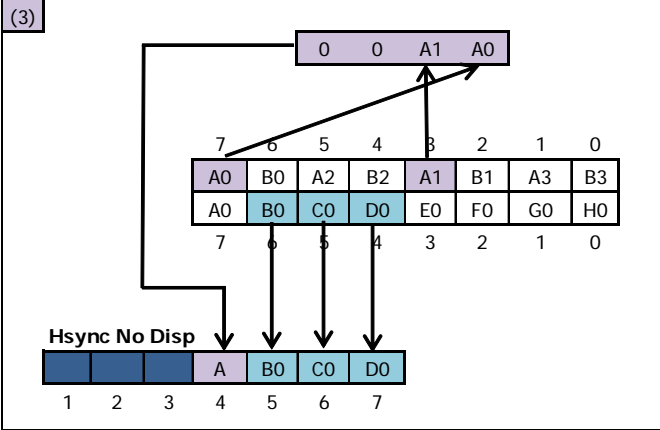 (3)
0 0 A1 A0
7 6 5 4 3 2 1 0
A0 B0 A2 B2 A1 B1 A3 B3
A0 B0 C0 D0 E0 F0 G0 H0
7 6 5 4 3 2 1 0
Hsync No Disp
A B0 C0 D0
1 2 3 4 5 6 7